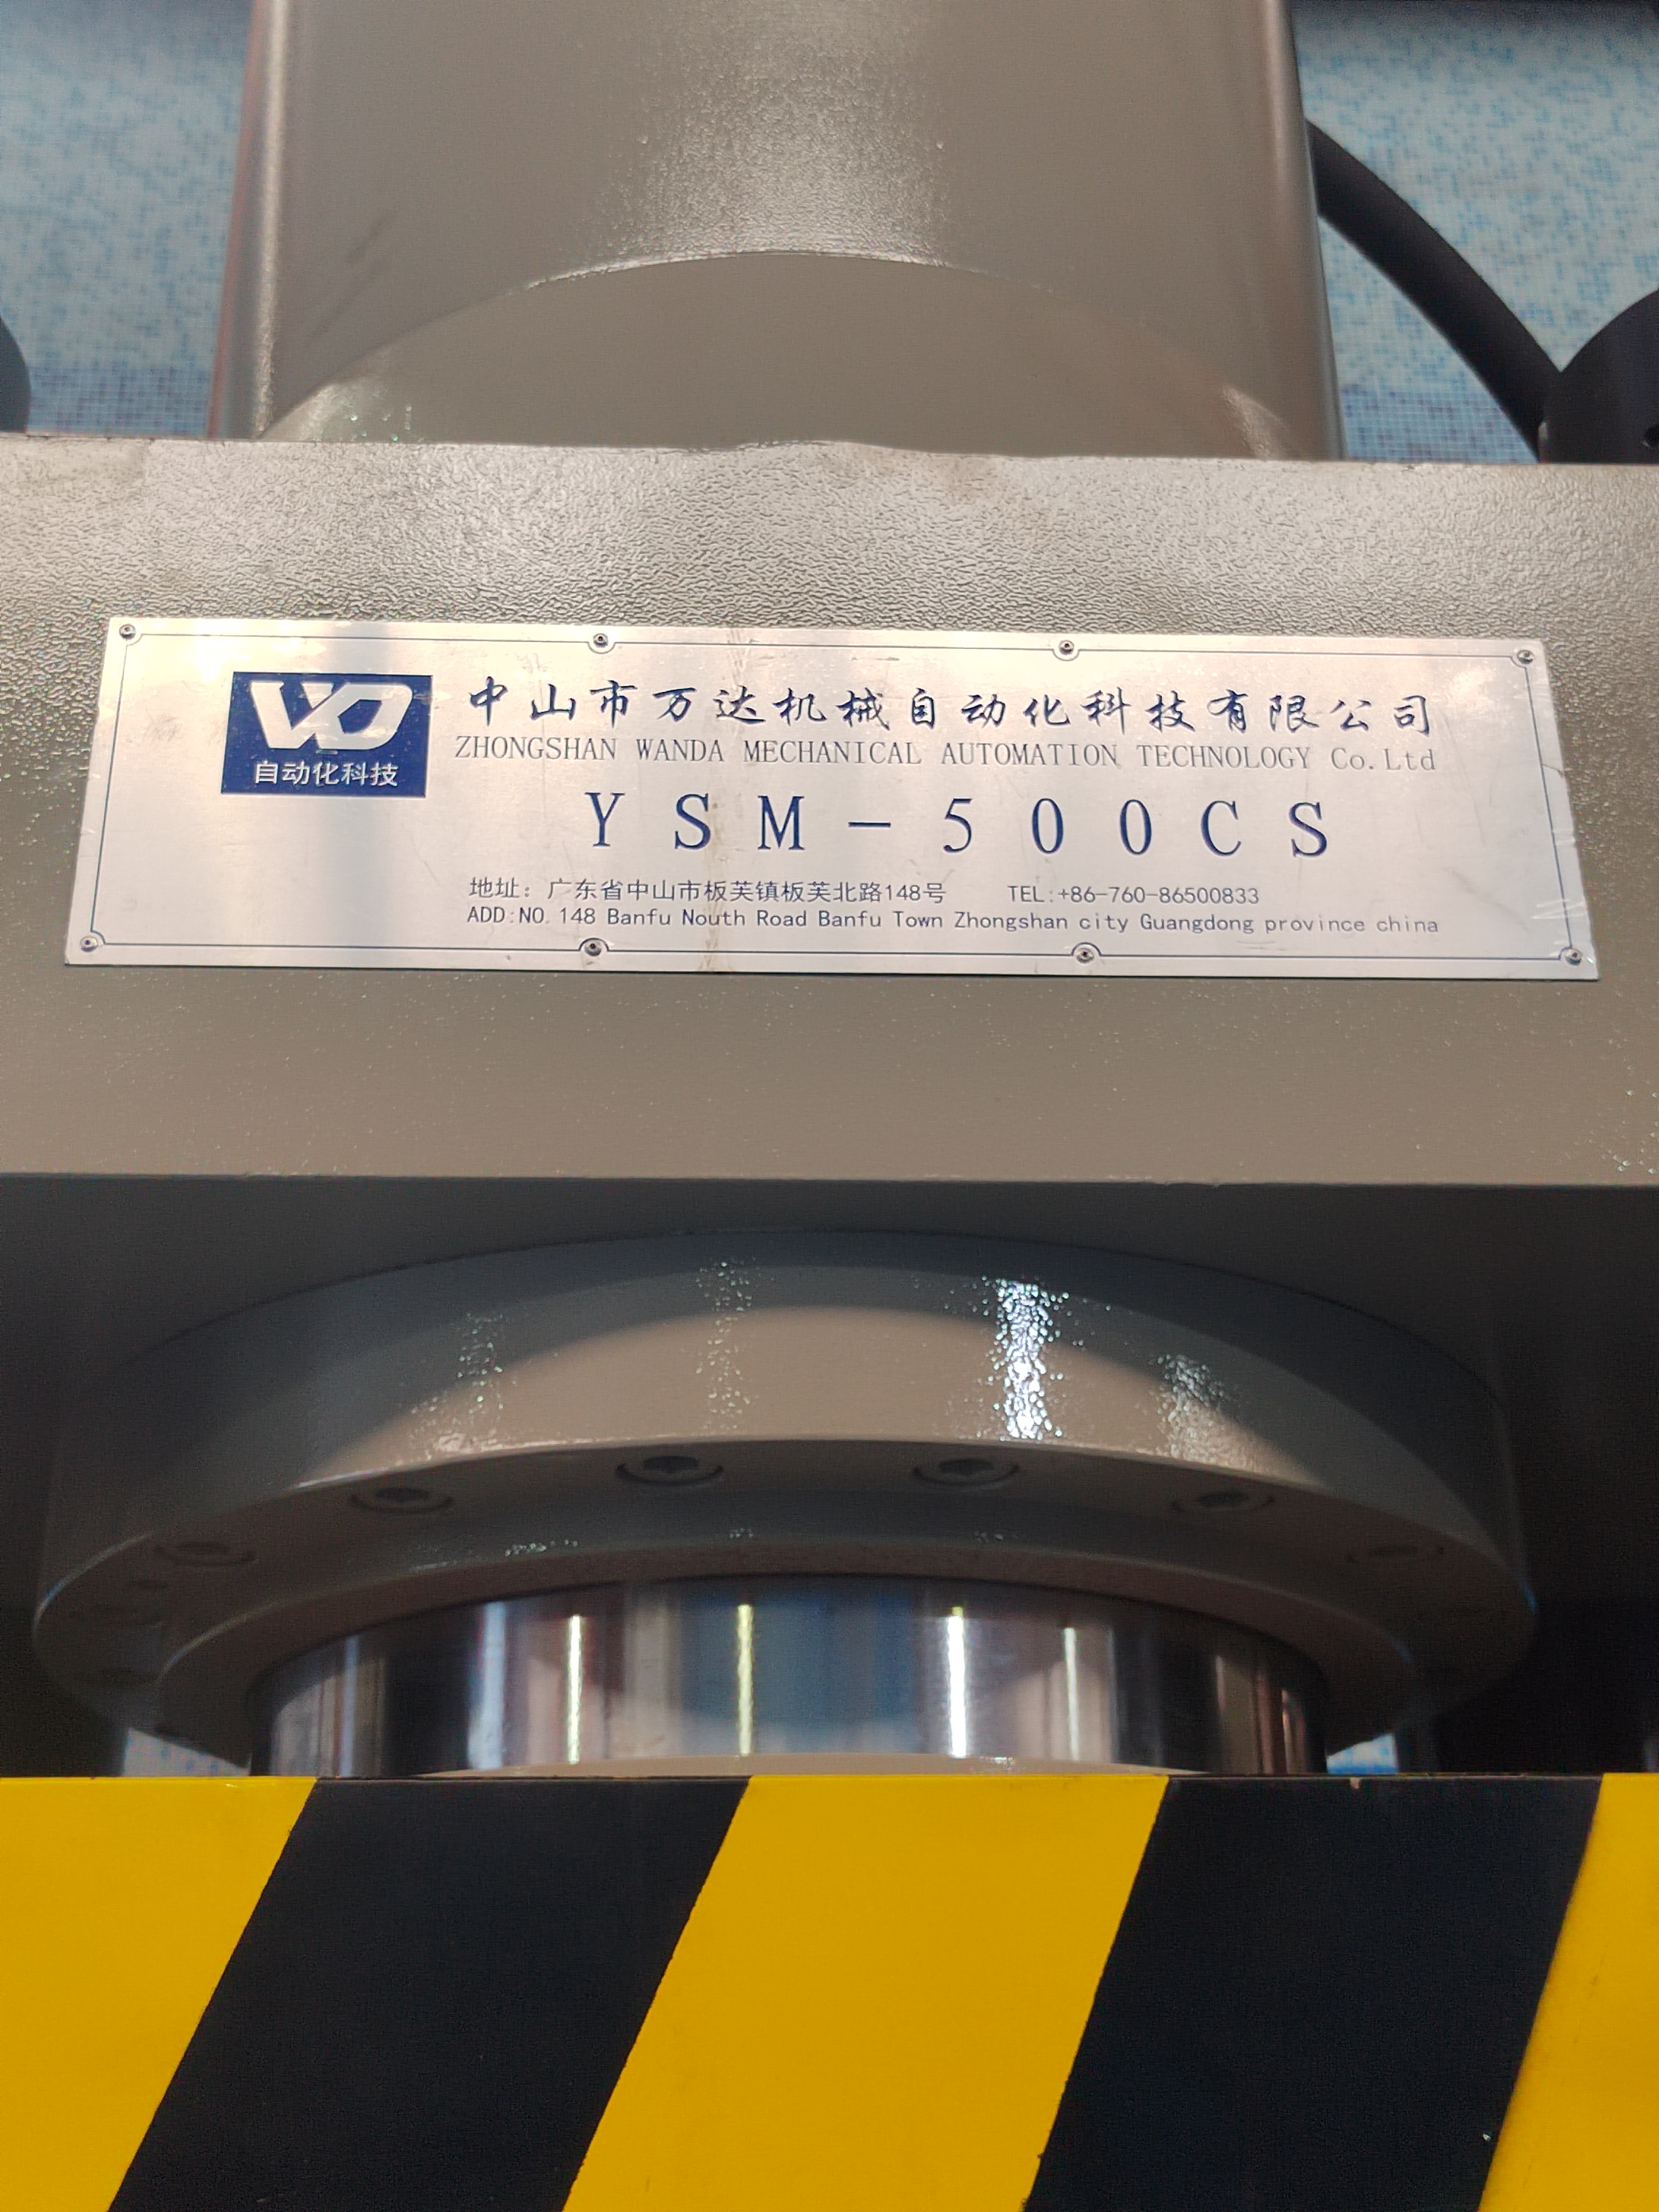 WD
自动化科技
中山市万达机械自动化科技有限公司
ZHONGSHAN WANDA MECHANICAL AUTOMATION TECHNOLOGY Co.Ltd
YSM-500CS
地址：广东省中山市板芙镇板芙北路148号 TEL:+86-760-86500833
ADD:NO.148 Banfu Nouth Road Banfu Town Zhongshan city Guangdong province china